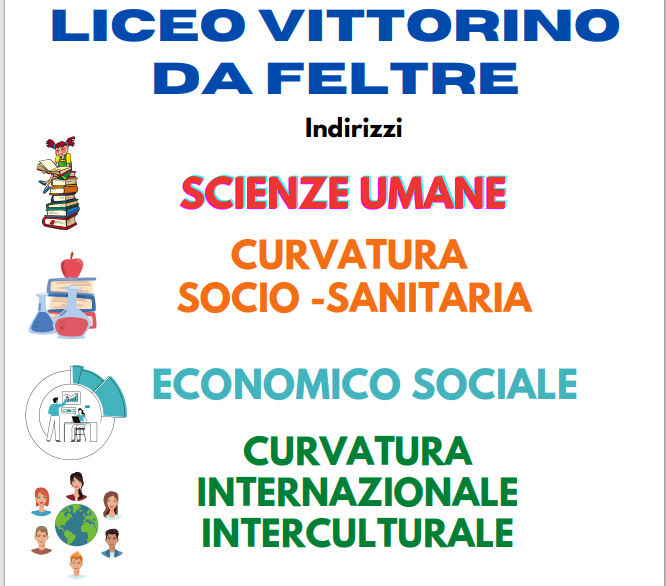 LICEO VITTORINO
DA FELTRE
Indirizzi
SCIENZE UMANE
CURVATURA
SOCIO -SANITARIA
ECONOMICO SOCIALE
CURVATURA
INTERNAZIONALE
INTERCULTURALE